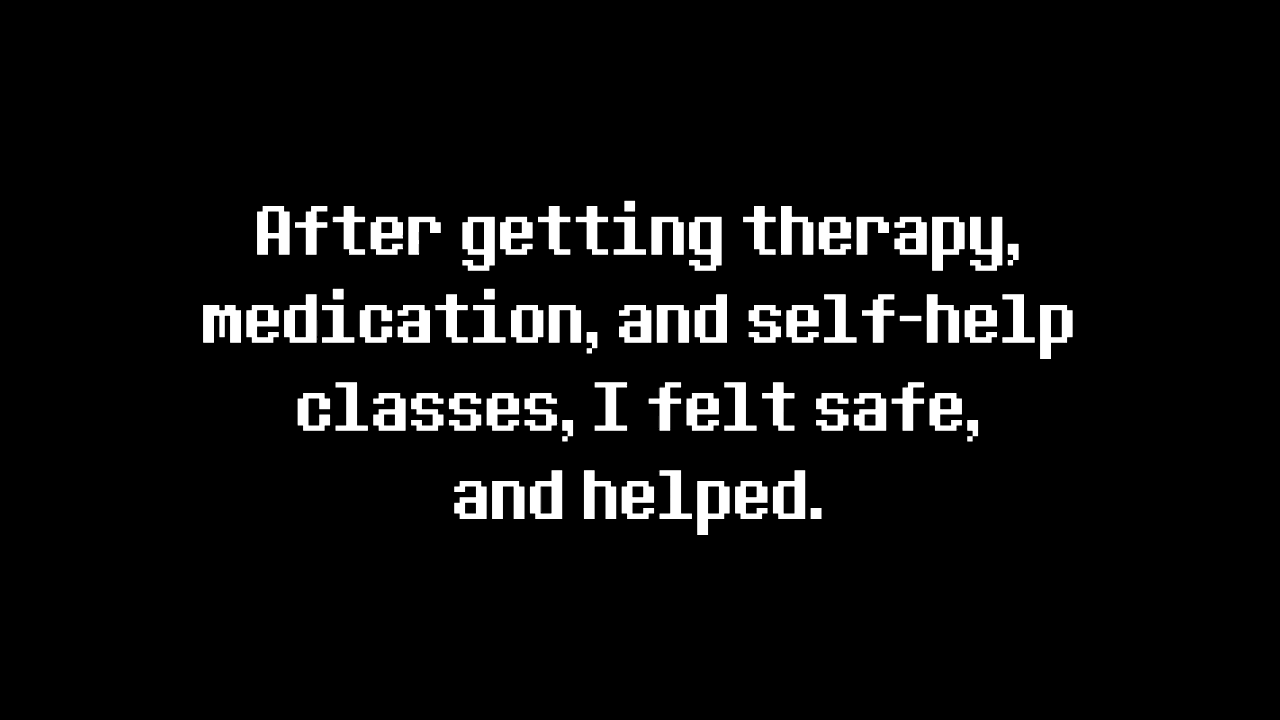 After getting therapy,
medication, and self-help
classes, I felt safe,
and helped.